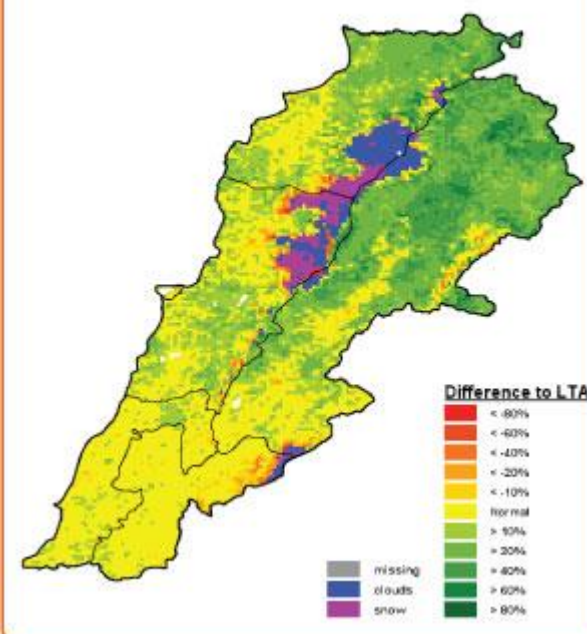 Difference to LTA
< -80%
< -60%
< -40%
< -20%
< -10%
Normal
> 10%
> 20%
> 40%
> 60%
> 80%
missing
clouds
snow